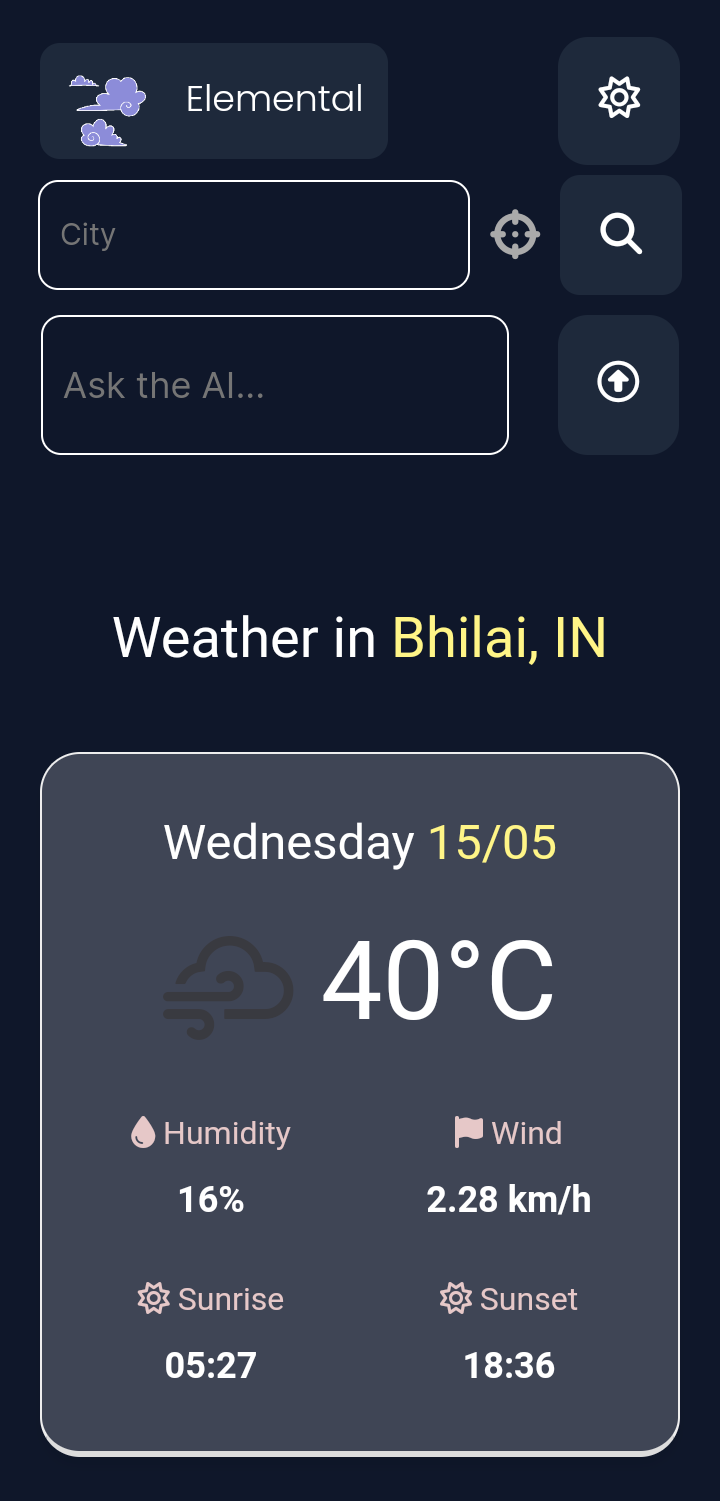 Elemental
City
Ask the AI...
Weather in Bhilai, IN
Wednesday 15/05
40°C
Humidity Wind
16% 2.28 km/h
Sunrise Sunset
05:27 18:36